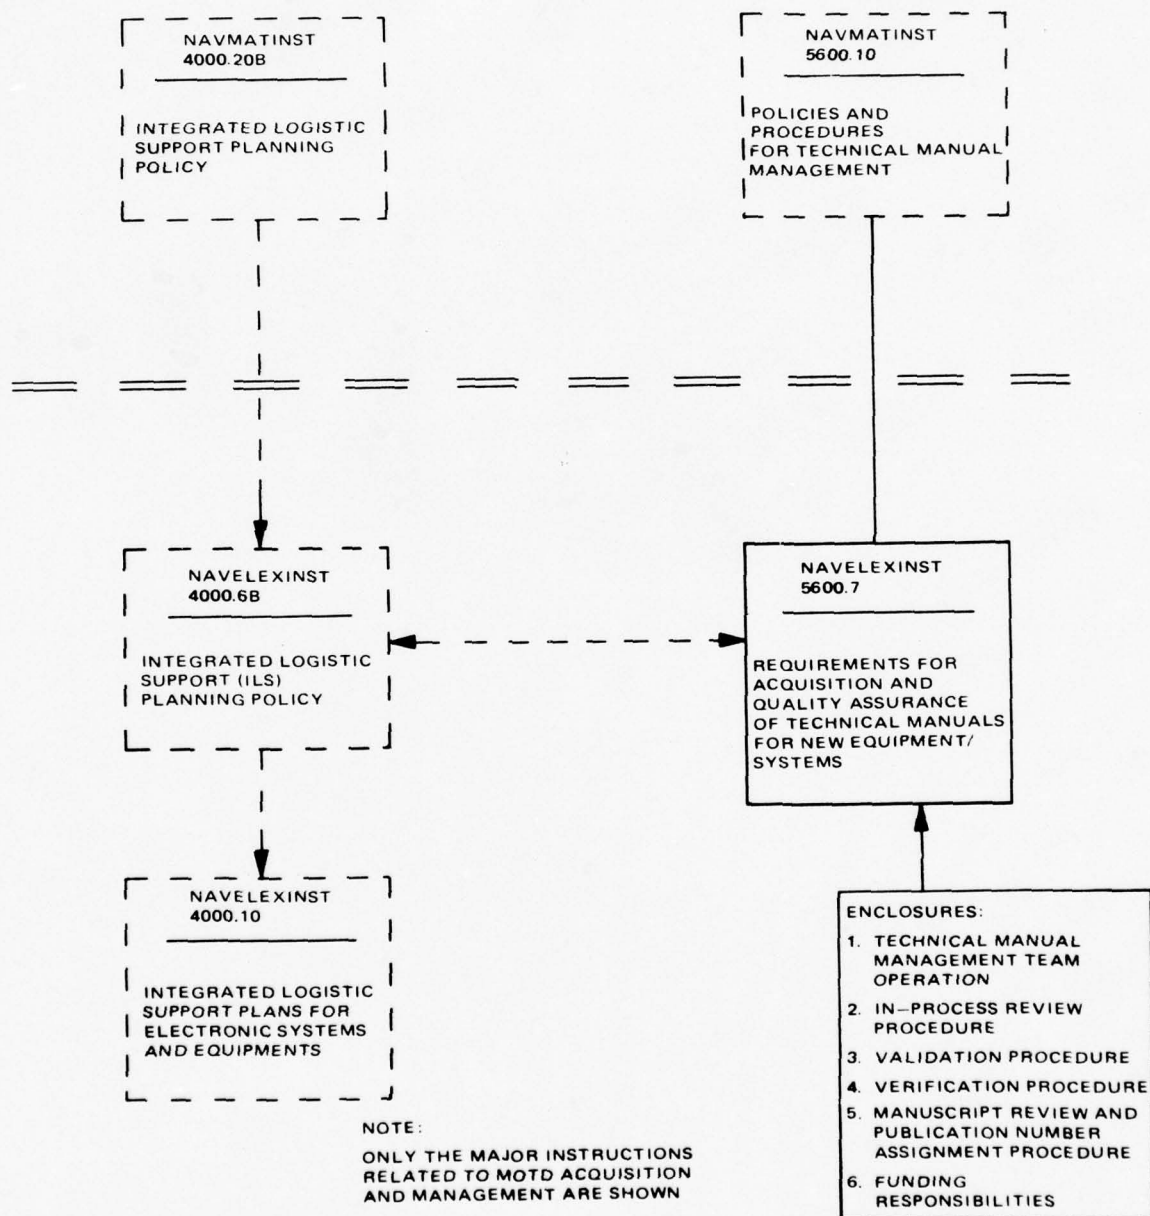 NAVMATINST
4000.20B
INTEGRATED LOGISTIC
SUPPORT PLANNING
POLICY
NAVMATINST
5600.10
POLICIES AND
PROCEDURES
FOR TECHNICAL MANUAL
MANAGEMENT
NAVELEXINST
4000.6B
INTEGRATED LOGISTIC
SUPPORT (ILS)
PLANNING POLICY
NAVELEXINST
5600.7
REQUIREMENTS FOR
ACQUISITION AND
QUALITY ASSURANCE
OF TECHNICAL MANUALS
FOR NEW EQUIPMENT/
SYSTEMS
NAVELEXINST
4000.10
INTEGRATED LOGISTIC
SUPPORT PLANS FOR
ELECTRONIC SYSTEMS
AND EQUIPMENTS
ENCLOSURES:
1. TECHNICAL MANUAL
MANAGEMENT TEAM
OPERATION
2. IN-PROCESS REVIEW
PROCEDURE
3. VALIDATION PROCEDURE
4. VERIFICATION PROCEDURE
5. MANUSCRIPT REVIEW AND
PUBLICATION NUMBER
ASSIGNMENT PROCEDURE
6. FUNDING
RESPONSIBILITIES
NOTE:
ONLY THE MAJOR INSTRUCTIONS
RELATED TO MOTD ACQUISITION
AND MANAGEMENT ARE SHOWN